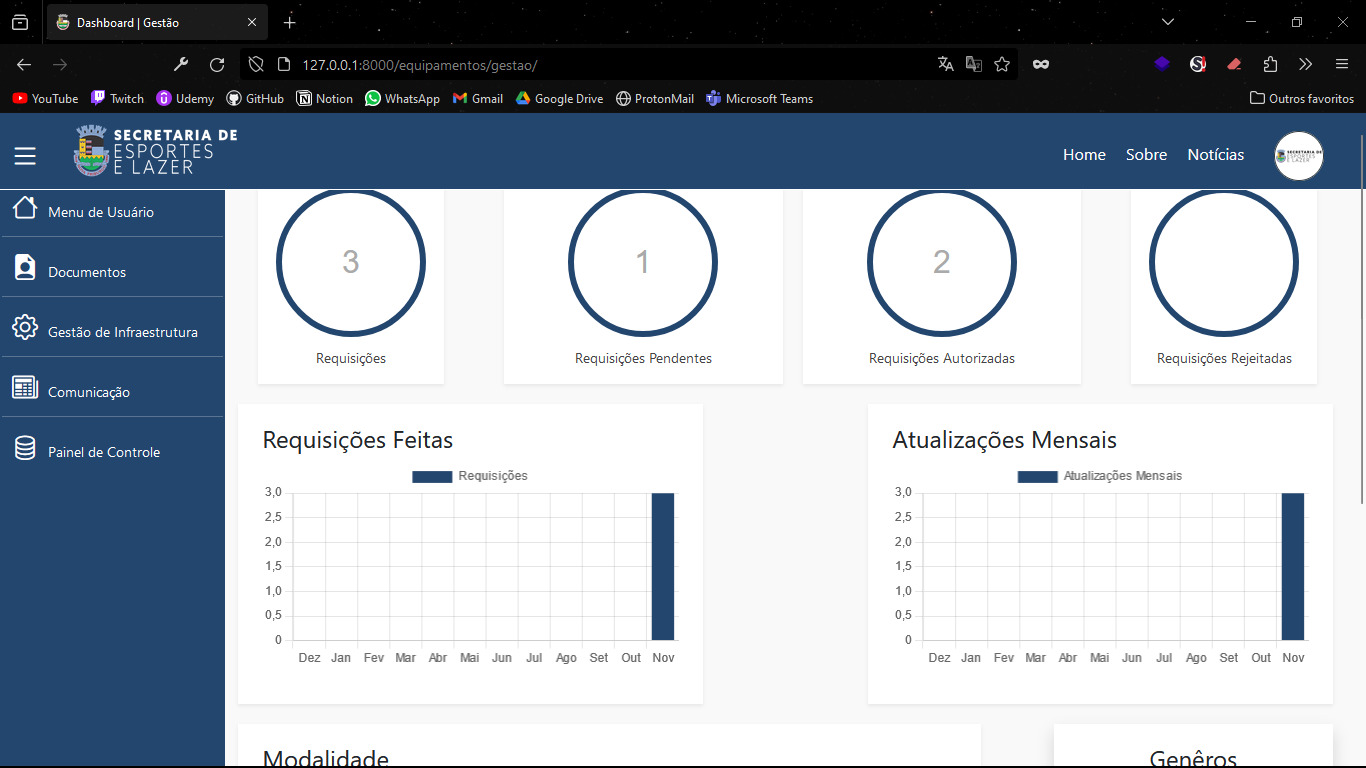 Dashboard | Gestão
127.0.0.1:8000/equipamentos/gestao/
YouTube Twitch Udemy GitHub Notion WhatsApp Gmail Google Drive ProtonMail Microsoft Teams Outros favoritos
SECRETARIA DE
ESPORTES
E LAZER
Home Sobre Notícias
SECRETARIA DE
Menu de Usuário
Documentos
Gestão de Infraestrutura
Comunicação
Painel de Controle
3 1 2
Requisições Requisições Pendentes Requisições Autorizadas Requisições Rejeitadas
Requisições Feitas
Requisições
3,0
2,5
2,0
1,5
1,0
0,5
0
Dez Jan Fev Mar Abr Mai Jun Jul Ago Set Out Nov
Atualizações Mensais
Atualizações Mensais
3,0
2,5
2,0
1,5
1,0
0,5
0
Dez Jan Fev Mar Abr Mai Jun Jul Ago Set Out Nov
Modalidade
Genêros